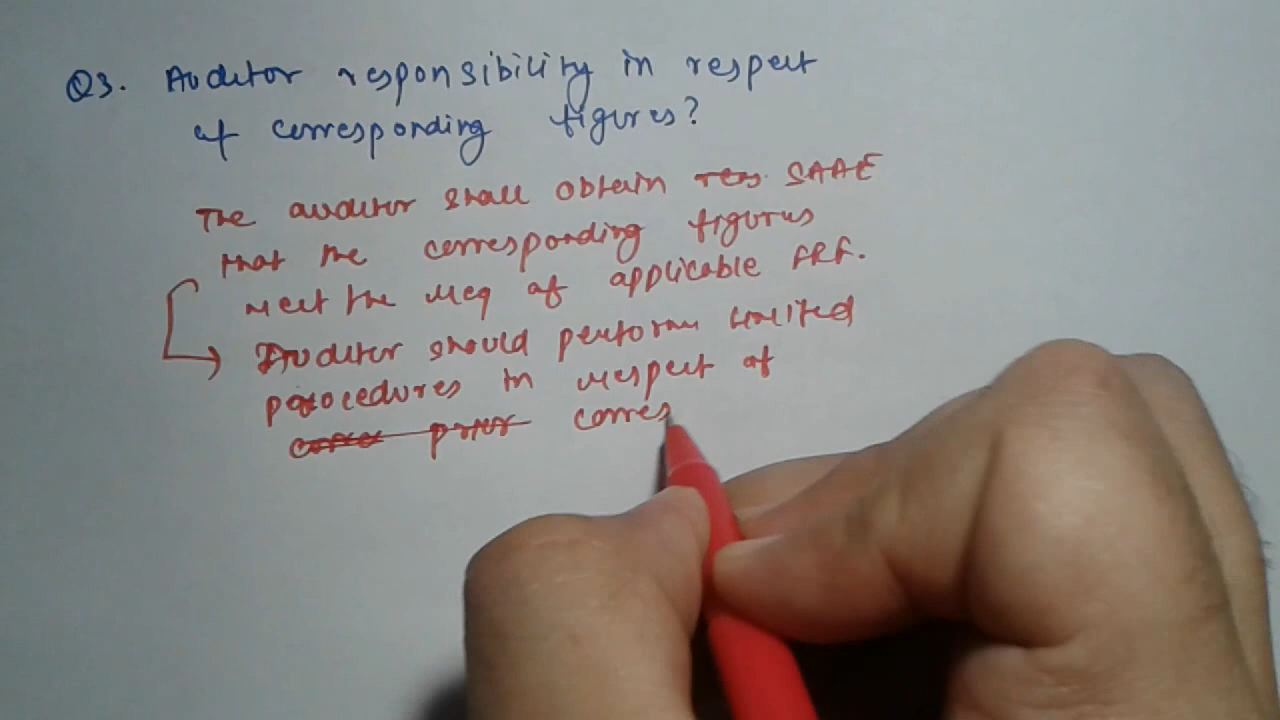 Q3. Auditor responsibility in respect
of corresponding figures?
The auditor shall obtain res. SAAE
that the corresponding figures
meet the req of applicable FRF.
Auditor should perform limited
procedures in respect of
prior corres